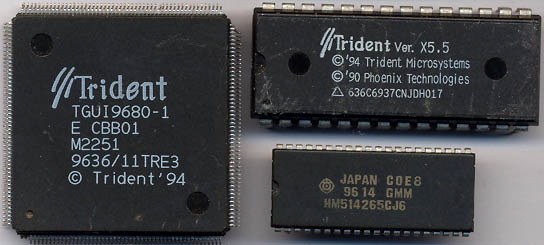 Trident
TGUI9680-1
E CBB01
M2251
9636/11TRE3
© Trident '94
Trident Ver. X5.5
©'94 Trident Microsystems
©'90 Phoenix Technologies
△ 636C6937CNJDH017
JAPAN C0E8
9614 GMM
HM514265CJ6